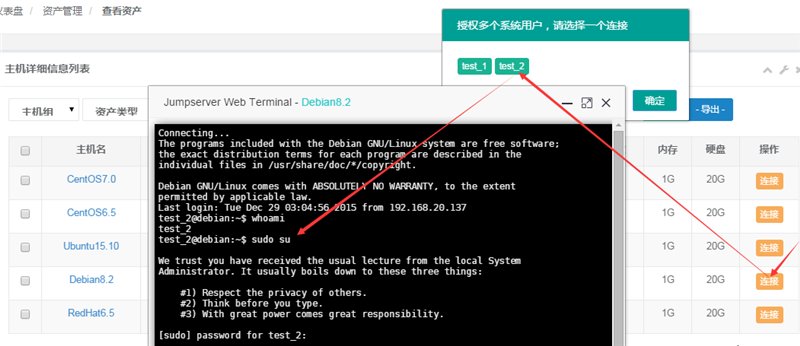 仪表盘 / 资产管理 / 查看资产
授权多个系统用户，请选择一个连接
test_1 test_2
确定
主机详细信息列表
主机组 资产类型 - 导出 -
Jumpserver Web Terminal - Debian8.2
主机名 内存 硬盘 操作
CentOS7.0 1G 20G 连接
CentOS6.5 1G 20G 连接
Ubuntu15.10 1G 20G 连接
Debian8.2 1G 20G 连接
RedHat6.5 1G 20G 连接
Connecting...
The programs included with the Debian GNU/Linux system are free software;
the exact distribution terms for each program are described in the
individual files in /usr/share/doc/*/copyright.
Debian GNU/Linux comes with ABSOLUTELY NO WARRANTY, to the extent
permitted by applicable law.
Last login: Tue Dec 29 03:04:56 2015 from 192.168.20.137
test_2@debian:~$ whoami
test_2
test_2@debian:~$ sudo su
We trust you have received the usual lecture from the local System
Administrator. It usually boils down to these three things:
#1) Respect the privacy of others.
#2) Think before you type.
#3) With great power comes great responsibility.
[sudo] password for test_2: